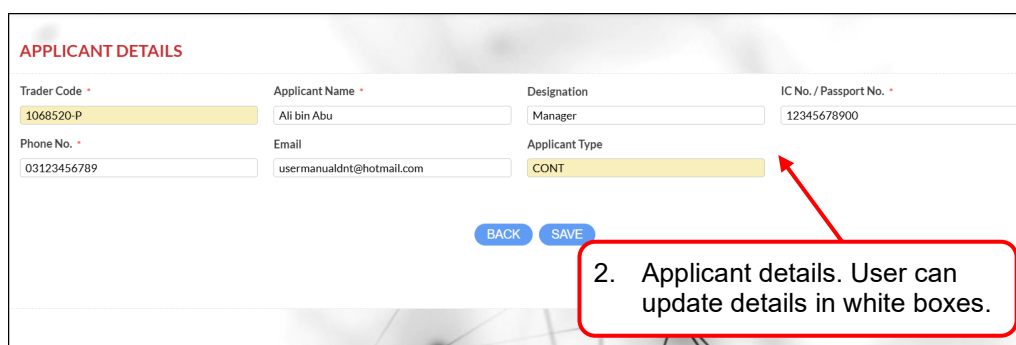 APPLICANT DETAILS
Trader Code * Applicant Name * Designation IC No. / Passport No. *
1068520-P Ali bin Abu Manager 12345678900
Phone No. * Email Applicant Type
03123456789 usermanualdnt@hotmail.com CONT
BACK SAVE
2. Applicant details. User can
update details in white boxes.